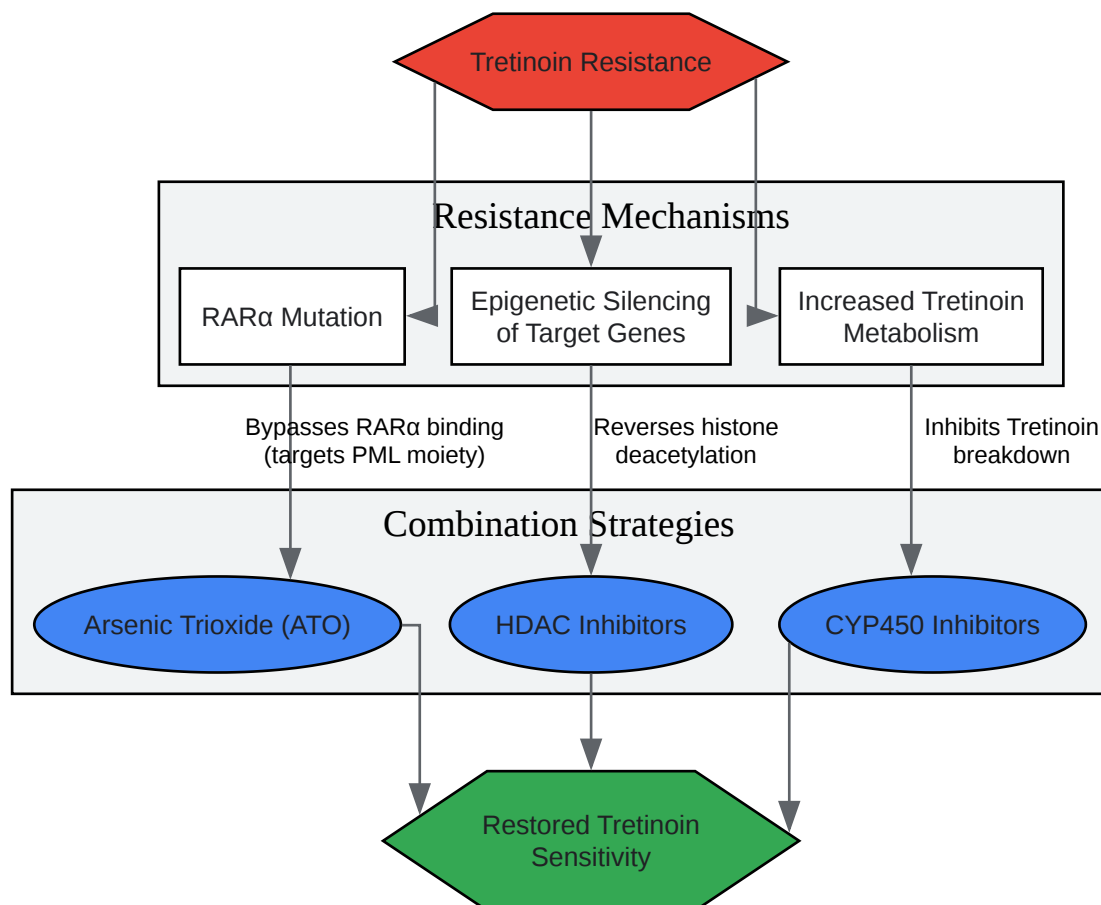 Tretinoin Resistance
Resistance Mechanisms
RARα Mutation
Epigenetic Silencing
of Target Genes
Increased Tretinoin
Metabolism
Bypasses RARα binding
(targets PML moiety)
Reverses histone
deacetylation
Inhibits Tretinoin
breakdown
Combination Strategies
Arsenic Trioxide (ATO)
HDAC Inhibitors
CYP450 Inhibitors
Restored Tretinoin
Sensitivity